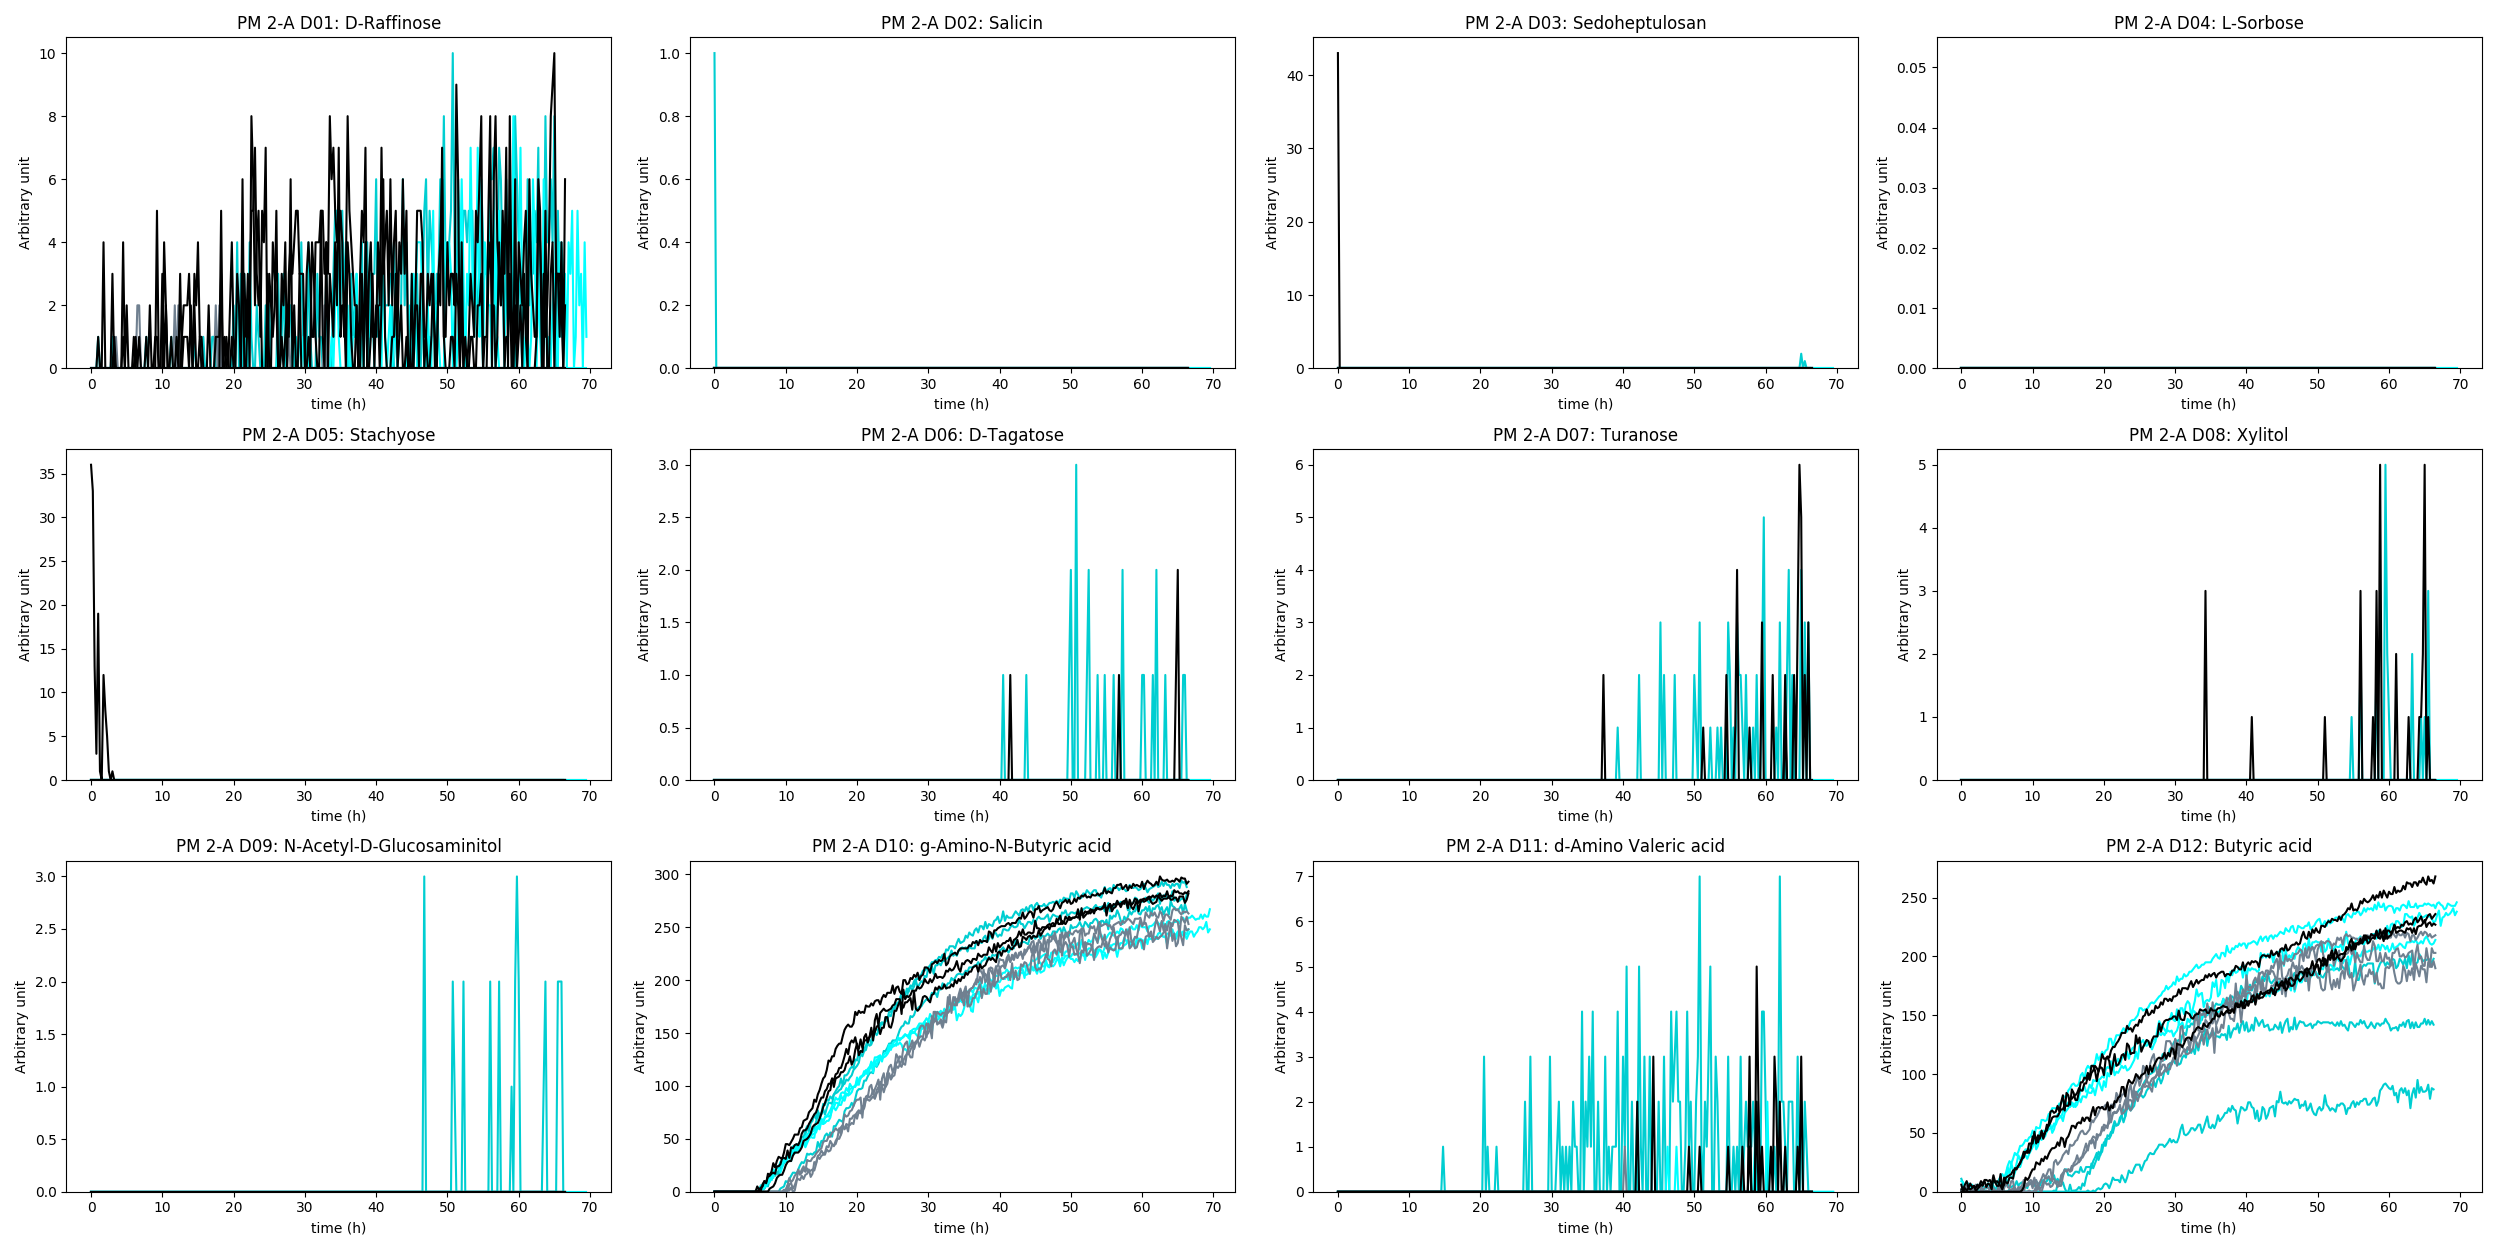 PM 2-A D01: D-Raffinose
Arbitrary unit
10
8
6
4
2
0
0 10 20 30 40 50 60 70
time (h)
PM 2-A D02: Salicin
Arbitrary unit
1.0
0.8
0.6
0.4
0.2
0.0
0 10 20 30 40 50 60 70
time (h)
PM 2-A D03: Sedoheptulosan
Arbitrary unit
40
30
20
10
0
0 10 20 30 40 50 60 70
time (h)
PM 2-A D04: L-Sorbose
Arbitrary unit
0.05
0.04
0.03
0.02
0.01
0.00
0 10 20 30 40 50 60 70
time (h)
PM 2-A D05: Stachyose
Arbitrary unit
35
30
25
20
15
10
5
0
0 10 20 30 40 50 60 70
time (h)
PM 2-A D06: D-Tagatose
Arbitrary unit
3.0
2.5
2.0
1.5
1.0
0.5
0.0
0 10 20 30 40 50 60 70
time (h)
PM 2-A D07: Turanose
Arbitrary unit
6
5
4
3
2
1
0
0 10 20 30 40 50 60 70
time (h)
PM 2-A D08: Xylitol
Arbitrary unit
5
4
3
2
1
0
0 10 20 30 40 50 60 70
time (h)
PM 2-A D09: N-Acetyl-D-Glucosaminitol
Arbitrary unit
3.0
2.5
2.0
1.5
1.0
0.5
0.0
0 10 20 30 40 50 60 70
time (h)
PM 2-A D10: g-Amino-N-Butyric acid
Arbitrary unit
300
250
200
150
100
50
0
0 10 20 30 40 50 60 70
time (h)
PM 2-A D11: d-Amino Valeric acid
Arbitrary unit
7
6
5
4
3
2
1
0
0 10 20 30 40 50 60 70
time (h)
PM 2-A D12: Butyric acid
Arbitrary unit
250
200
150
100
50
0
0 10 20 30 40 50 60 70
time (h)